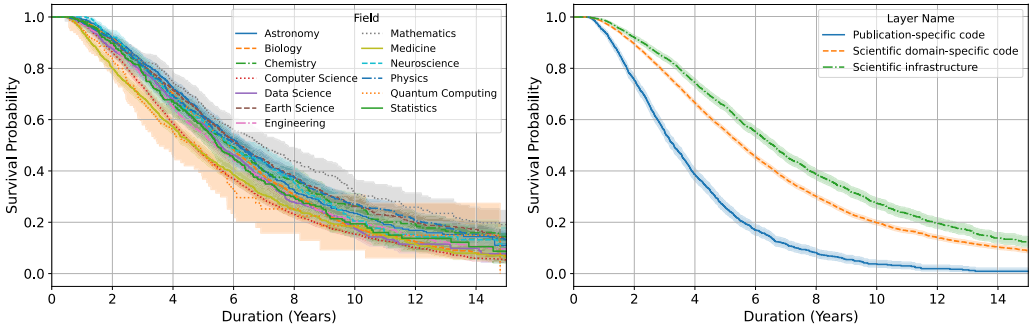 Survival Probability
1.0
0.8
0.6
0.4
0.2
0.0
0
2
4
6
8
10
12
14
Duration (Years)
Field
Astronomy
Biology
Chemistry
Computer Science
Data Science
Earth Science
Engineering
Mathematics
Medicine
Neuroscience
Physics
Quantum Computing
Statistics
Survival Probability
1.0
0.8
0.6
0.4
0.2
0.0
0
2
4
6
8
10
12
14
Duration (Years)
Layer Name
Publication-specific code
Scientific domain-specific code
Scientific infrastructure